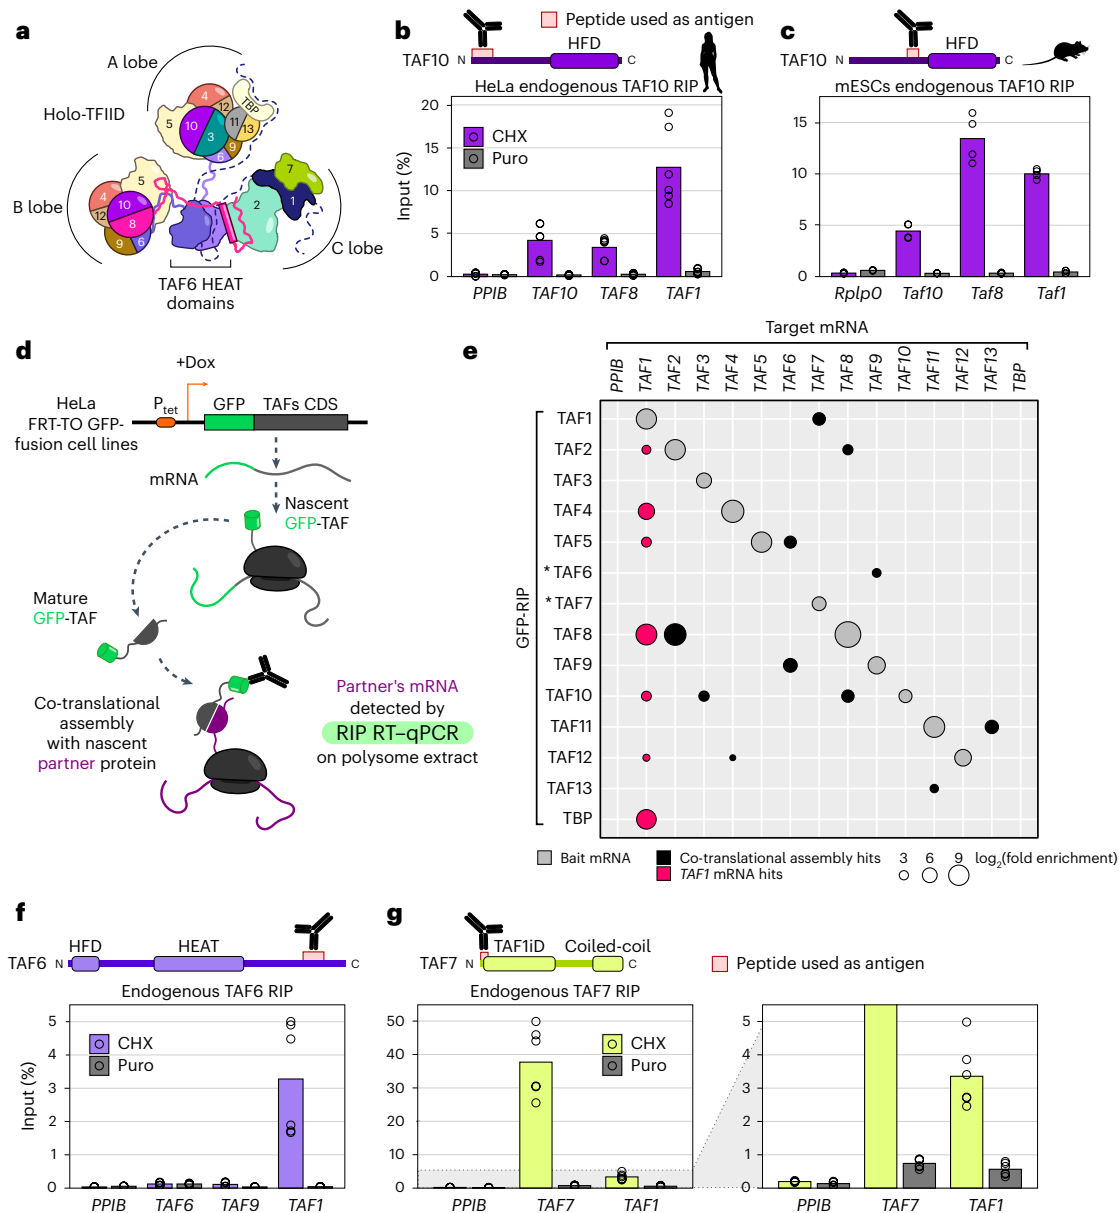 a
A lobe
Holo-TFIID
B lobe
C lobe
TAF6 HEAT
domains
4
12
TBP
5
10
11
3
13
9
6
5
4
10
12
8
9
6
7
2
1
b
Peptide used as antigen
TAF10
N
HFD
C
HeLa endogenous TAF10 RIP
Input (%)
20
15
10
5
0
CHX
Puro
PPIB
TAF10
TAF8
TAF1
c
TAF10
N
HFD
C
mESCs endogenous TAF10 RIP
15
10
5
0
Rplp0
Taf10
Taf8
Taf1
d
+Dox
HeLa
FRT-TO GFP-
fusion cell lines
Ptet
GFP
TAFs CDS
mRNA
Nascent
GFP-TAF
Mature
GFP-TAF
Co-translational
assembly
with nascent
partner protein
Partner's mRNA
detected by
RIP RT–qPCR
on polysome extract
e
Target mRNA
PPIB
TAF1
TAF2
TAF3
TAF4
TAF5
TAF6
TAF7
TAF8
TAF9
TAF10
TAF11
TAF12
TAF13
TBP
GFP-RIP
TAF1
TAF2
TAF3
TAF4
TAF5
* TAF6
* TAF7
TAF8
TAF9
TAF10
TAF11
TAF12
TAF13
TBP
Bait mRNA
Co-translational assembly hits
TAF1 mRNA hits
3 6 9 log2(fold enrichment)
f
TAF6
N
HFD
HEAT
C
Endogenous TAF6 RIP
Input (%)
5
4
3
2
1
0
CHX
Puro
PPIB
TAF6
TAF9
TAF1
g
TAF7
N
TAF1iD
Coiled-coil
C
Peptide used as antigen
Endogenous TAF7 RIP
50
40
30
20
10
0
CHX
Puro
PPIB
TAF7
TAF1
5
4
3
2
1
0
PPIB
TAF7
TAF1